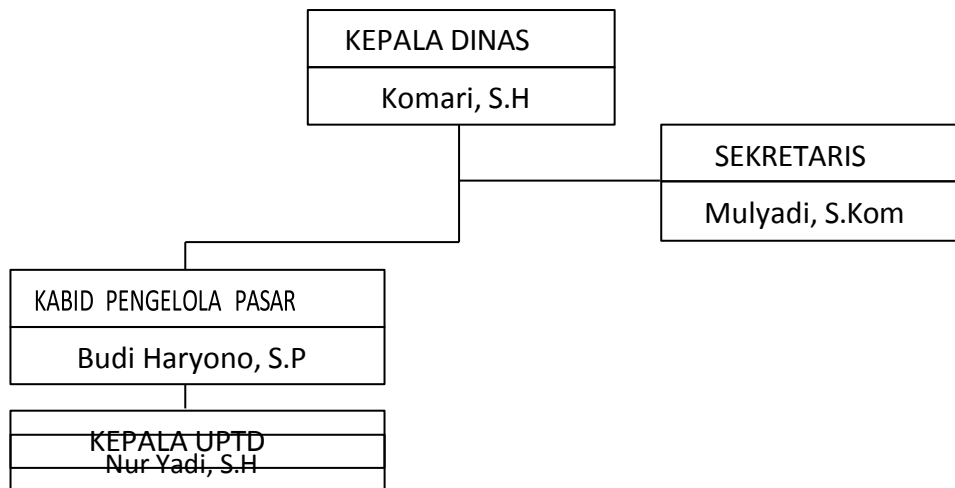 KEPALA DINAS
Komari, S.H
SEKRETARIS
Mulyadi, S.Kom
KABID PENGELOLA PASAR
Budi Haryono, S.P
KEPALA UPTD
Nur Yadi, S.H